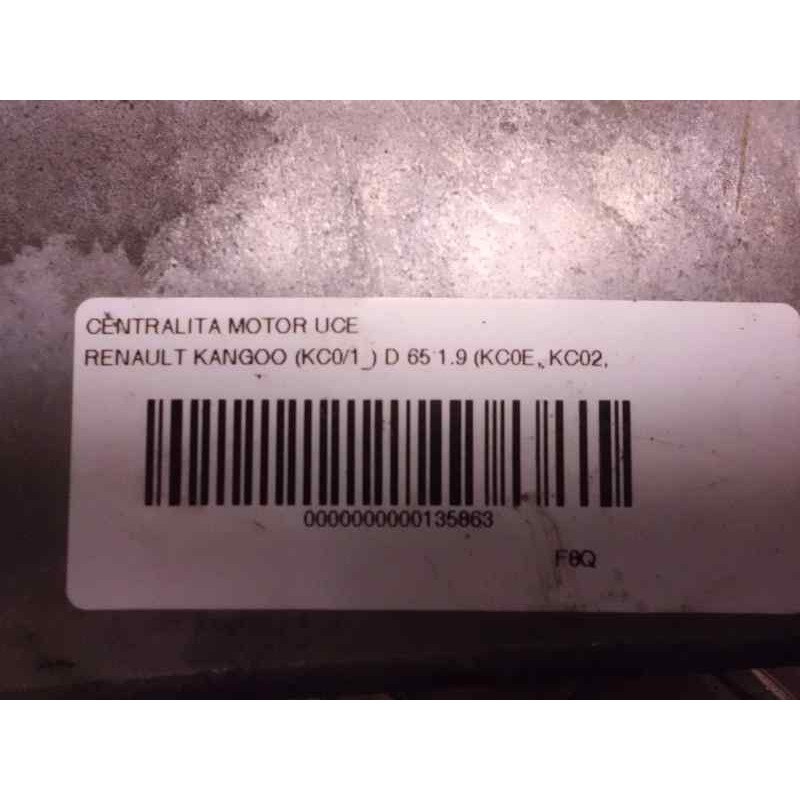 CENTRALITA MOTOR UCE
RENAULT KANGOO (KC0/1_) D 65 1.9 (KC0E, KC02,
0000000000135863
F8Q